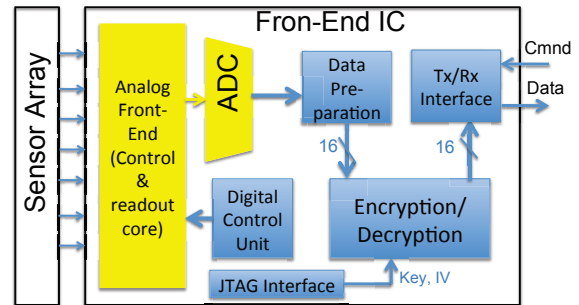 Fron-End IC
Sensor Array
Analog
Front-
End
(Control
&
readout
core)
ADC
Data
Pre-
paration
Tx/Rx
Interface
Cmnd
Data
16
16
Digital
Control
Unit
Encryption/
Decryption
JTAG Interface
Key, IV